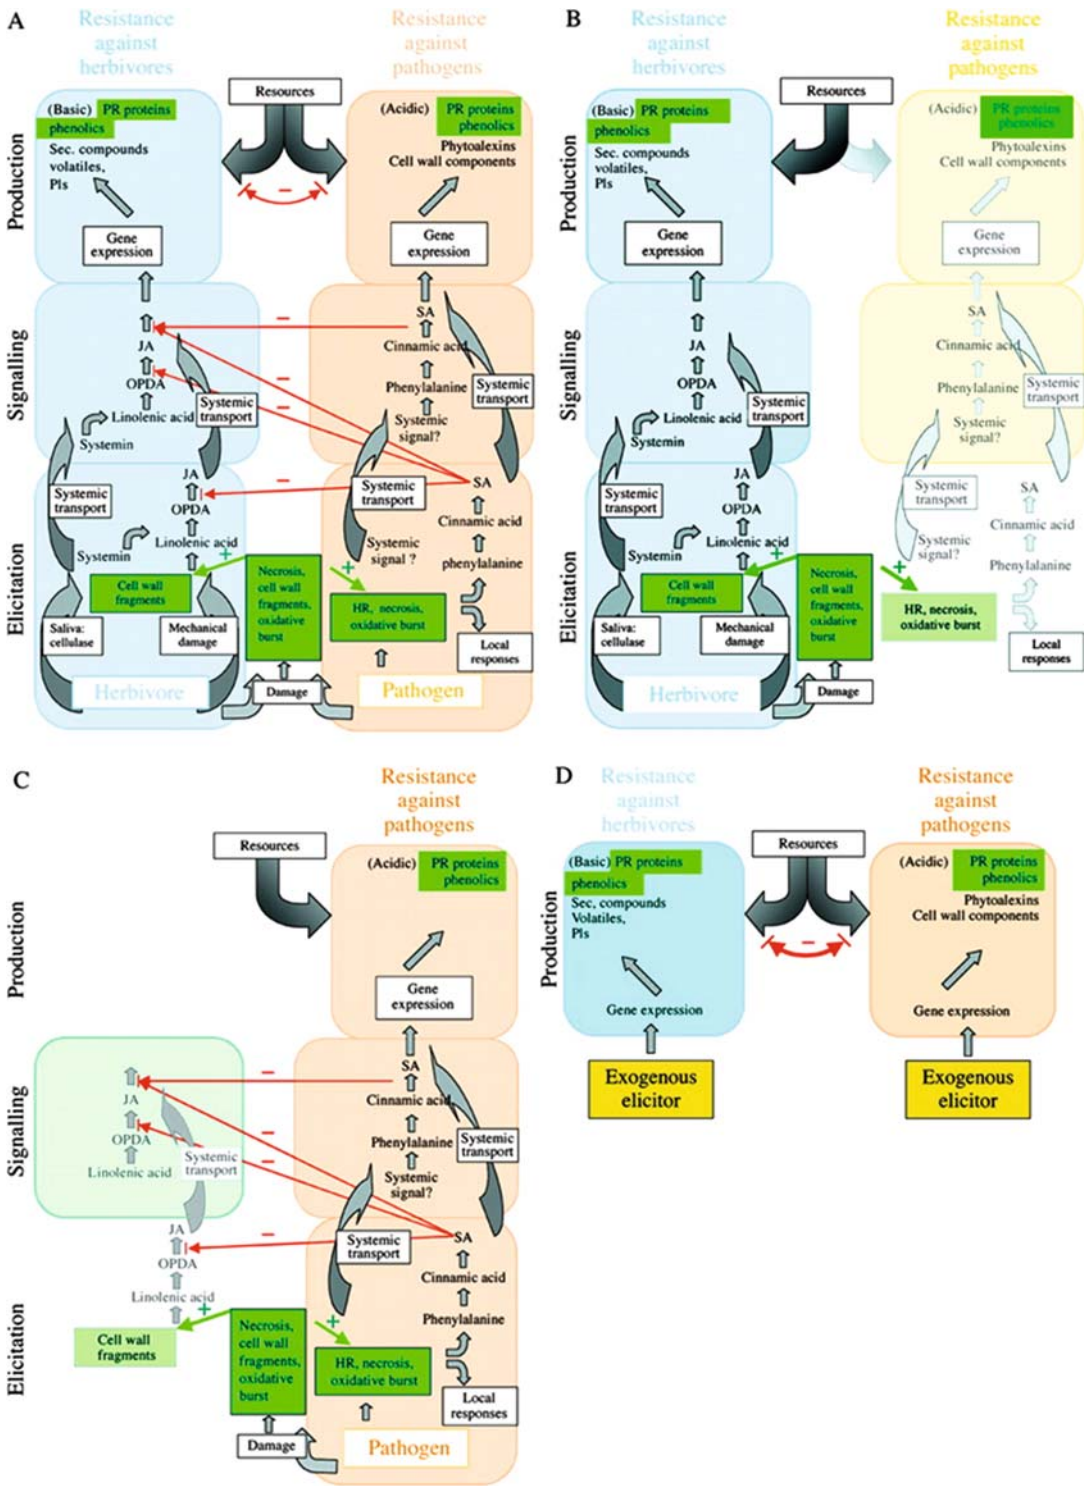 A
Resistance
against
herbivores
Resistance
against
pathogens
Production
Signalling
Elicitation
(Basic) PR proteins
phenolics
Sec. compounds
volatiles,
PIs
Gene
expression
Resources
–
(Acidic) PR proteins
phenolics
Phytoalexins
Cell wall components
Gene
expression
JA
OPDA
Linolenic acid
Systemin
Systemic
transport
–
–
–
SA
Cinnamic acid
Phenylalanine
Systemic
signal?
Systemic
transport
JA
OPDA
Linolenic acid
Systemin
Systemic
transport
Cell wall
fragments
Saliva:
cellulase
Mechanical
damage
Herbivore
–
+
+
Necrosis,
cell wall
fragments,
oxidative
burst
Damage
Systemic
transport
Systemic
signal ?
SA
Cinnamic acid
phenylalanine
HR, necrosis,
oxidative burst
Local
responses
Pathogen
B
Resistance
against
herbivores
Resistance
against
pathogens
Production
Signalling
Elicitation
(Basic) PR proteins
phenolics
Sec. compounds
volatiles,
PIs
Gene
expression
Resources
(Acidic) PR proteins
phenolics
Phytoalexins
Cell wall components
Gene
expression
JA
OPDA
Linolenic acid
Systemin
Systemic
transport
SA
Cinnamic acid
Phenylalanine
Systemic
signal?
Systemic
transport
JA
OPDA
Linolenic acid
Systemin
Systemic
transport
Cell wall
fragments
Saliva:
cellulase
Mechanical
damage
Herbivore
+
+
Necrosis,
cell wall
fragments,
oxidative
burst
Damage
Systemic
transport
Systemic
signal?
SA
Cinnamic acid
Phenylalanine
HR, necrosis,
oxidative burst
Local
responses
C
Resistance
against
pathogens
Production
Signalling
Elicitation
Resources
(Acidic) PR proteins
phenolics
Gene
expression
JA
OPDA
Linolenic acid
Systemic
transport
–
–
–
SA
Cinnamic acid
Phenylalanine
Systemic
signal?
Systemic
transport
JA
OPDA
Linolenic acid
Cell wall
fragments
–
+
+
Necrosis,
cell wall
fragments,
oxidative
burst
Damage
Systemic
transport
SA
Cinnamic acid
Phenylalanine
HR, necrosis,
oxidative burst
Local
responses
Pathogen
D
Resistance
against
herbivores
Resistance
against
pathogens
Production
(Basic) PR proteins
phenolics
Sec, compounds
Volatiles,
PIs
Gene expression
Exogenous
elicitor
Resources
–
(Acidic) PR proteins
phenolics
Phytoalexins
Cell wall components
Gene expression
Exogenous
elicitor